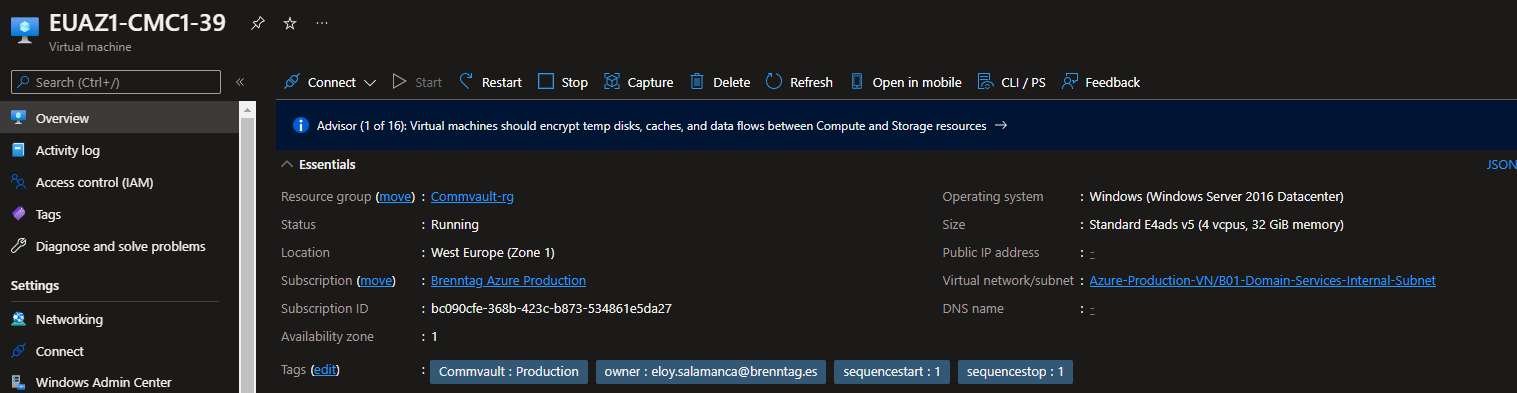 EUAZ1-CMC1-39
Virtual machine
Search (Ctrl+/)
Overview
Activity log
Access control (IAM)
Tags
Diagnose and solve problems
Settings
Networking
Connect
Windows Admin Center
Connect Start Restart Stop Capture Delete Refresh Open in mobile CLI / PS Feedback
Advisor (1 of 16): Virtual machines should encrypt temp disks, caches, and data flows between Compute and Storage resources →
Essentials
JSON
Resource group (move) : Commvault-rg
Status : Running
Location : West Europe (Zone 1)
Subscription (move) : Brenntag Azure Production
Subscription ID : bc090cfe-368b-423c-b873-534861e5da27
Availability zone : 1
Operating system : Windows (Windows Server 2016 Datacenter)
Size : Standard E4ads v5 (4 vcpus, 32 GiB memory)
Public IP address : -
Virtual network/subnet : Azure-Production-VN/B01-Domain-Services-Internal-Subnet
DNS name : -
Tags (edit) : Commvault : Production owner : eloy.salamanca@brenntag.es sequencestart : 1 sequencestop : 1